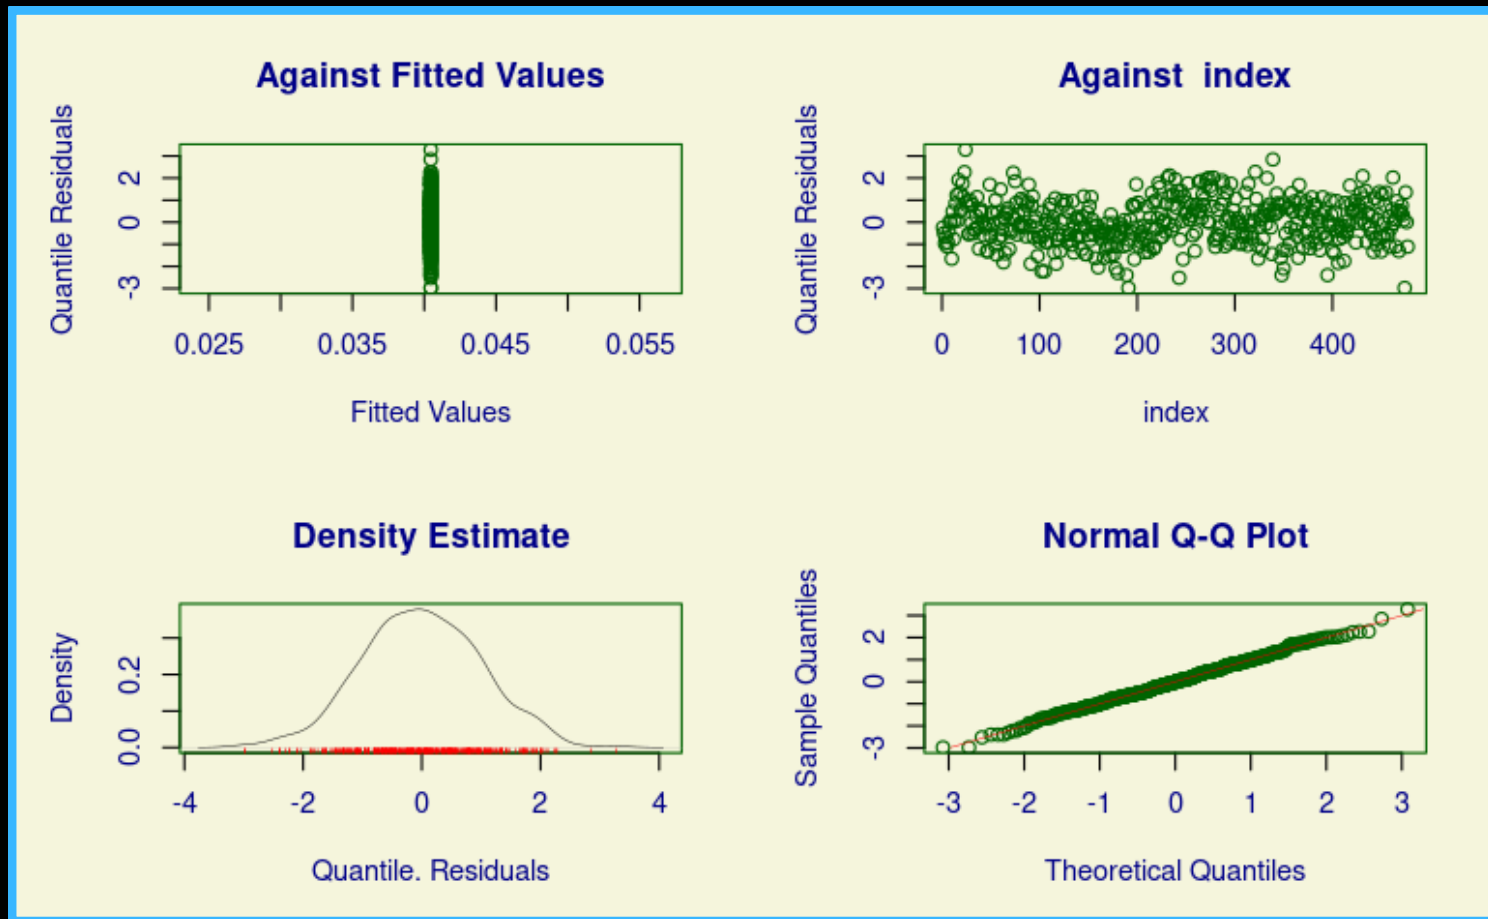 Against Fitted Values
Quantile Residuals
2
0
-3
0.025 0.035 0.045 0.055
Fitted Values
Against index
Quantile Residuals
2
0
-3
0 100 200 300 400
index
Density Estimate
Density
0.2
0.0
-4 -2 0 2 4
Quantile. Residuals
Normal Q-Q Plot
Sample Quantiles
2
0
-3
-3 -2 -1 0 1 2 3
Theoretical Quantiles